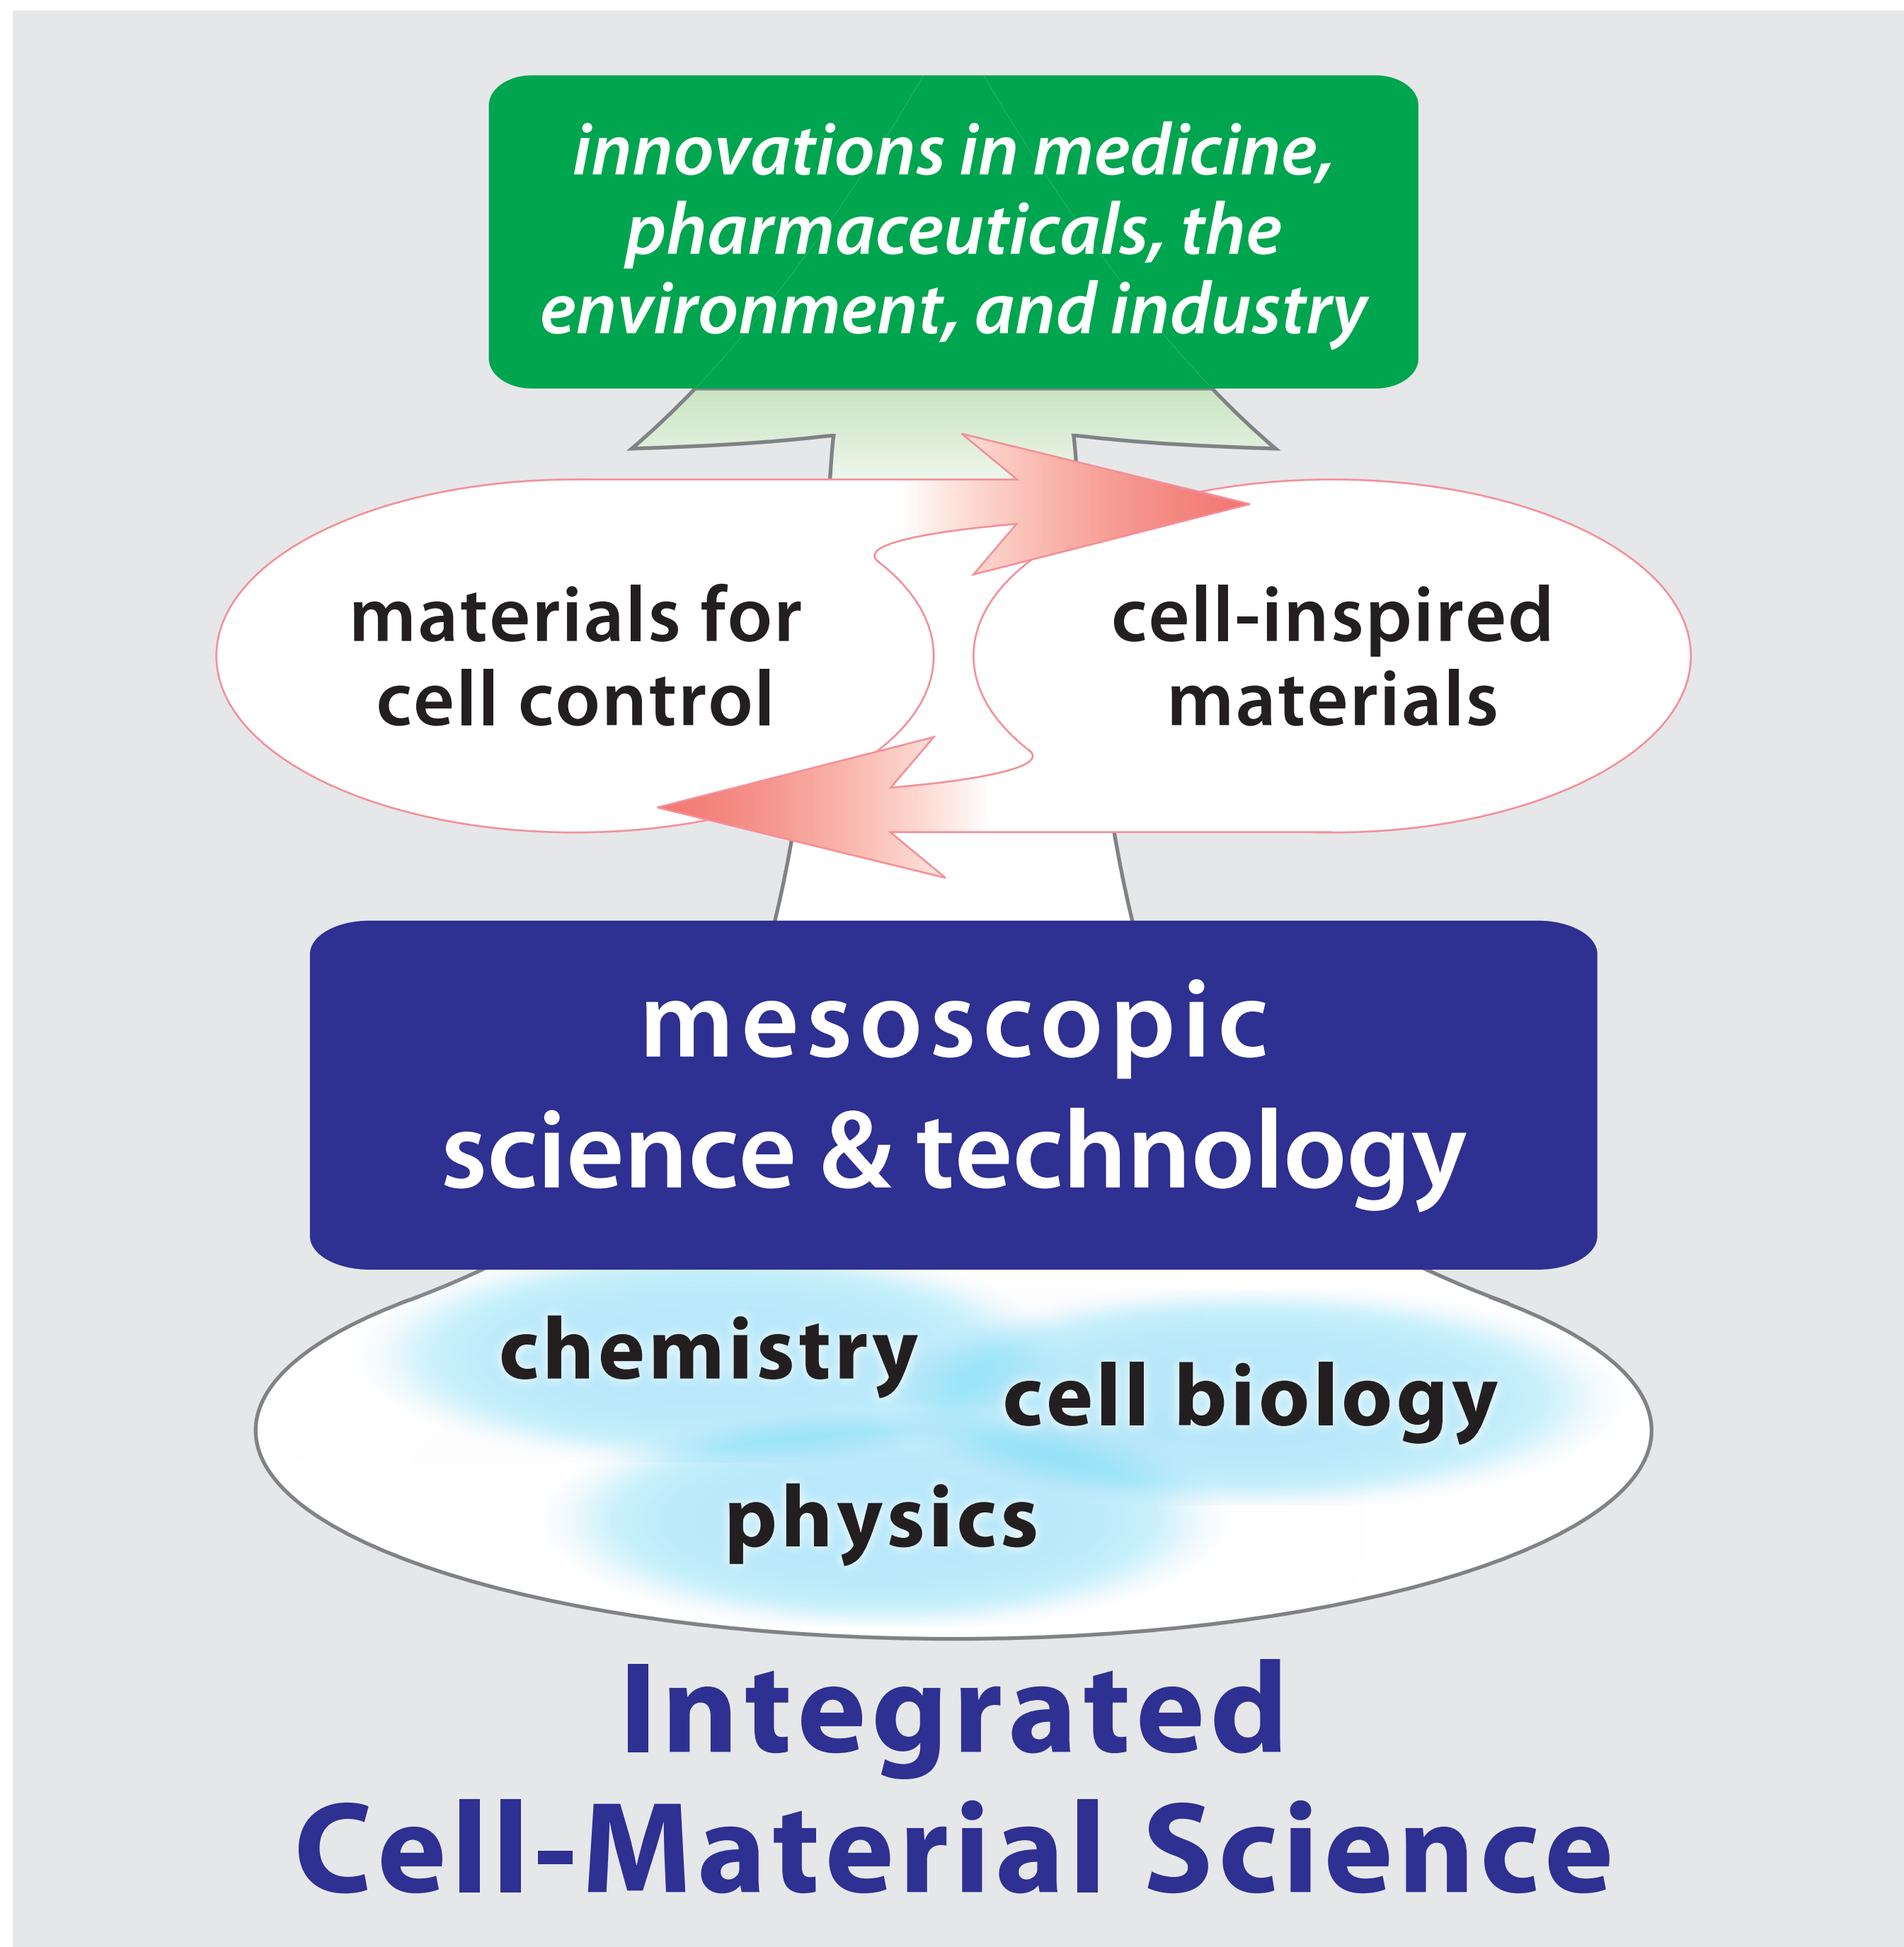 innovations in medicine,
pharmaceuticals, the
environment, and industry
materials for
cell control
cell-inspired
materials
mesoscopic
science & technology
chemistry
cell biology
physics
Integrated
Cell-Material Science